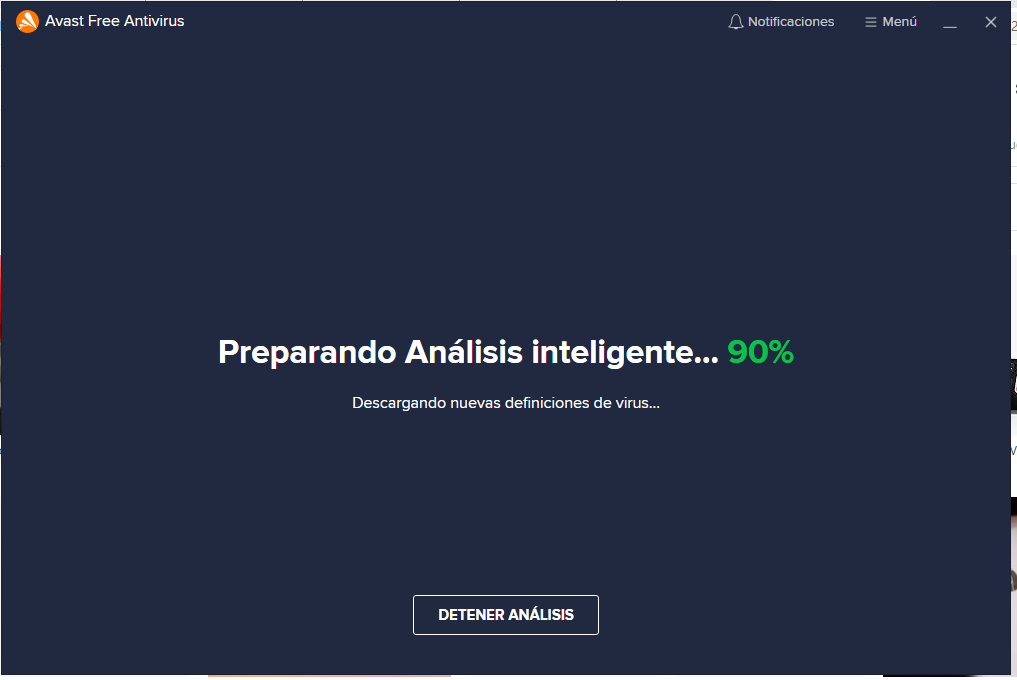 Avast Free Antivirus
Notificaciones
Menú
Preparando Análisis inteligente... 90%
Descargando nuevas definiciones de virus...
DETENER ANÁLISIS